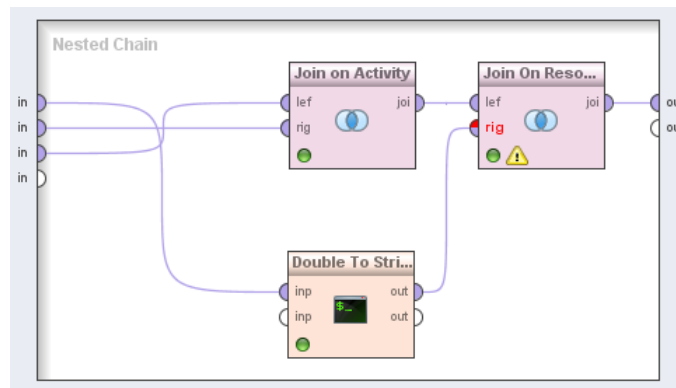 Nested Chain
Join on Activity
Join On Reso...
in
lef
joi
lef
joi
ou
in
rig
rig
ou
in
in
Double To Stri...
inp
out
$_
inp
out